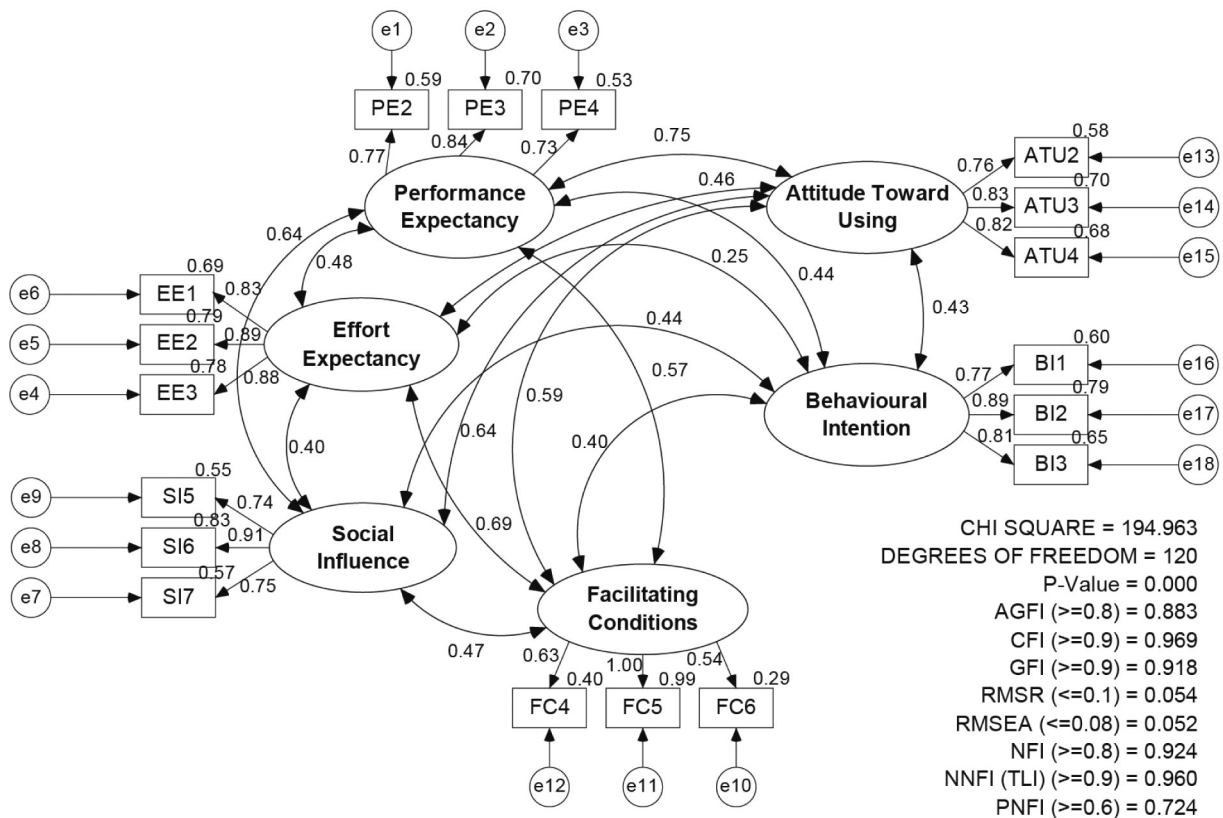 e1
e2
e3
0.59
0.70
0.53
PE2
PE3
PE4
0.77
0.84
0.73
Performance
Expectancy
0.75
0.46
Attitude Toward
Using
0.76
0.83
0.82
0.58
ATU2
e13
0.70
ATU3
e14
0.68
ATU4
e15
0.64
0.48
0.25
0.44
0.43
0.69
e6
EE1
0.83
0.79
e5
EE2
0.89
0.78
e4
EE3
0.88
Effort
Expectancy
0.44
0.57
0.59
0.64
0.40
0.40
Behavioural
Intention
0.77
0.89
0.81
0.60
BI1
e16
0.79
BI2
e17
0.65
BI3
e18
0.55
e9
SI5
0.74
0.83
e8
SI6
0.91
0.57
e7
SI7
0.75
Social
Influence
0.69
0.47
Facilitating
Conditions
0.63
1.00
0.54
0.40
0.99
0.29
FC4
FC5
FC6
e12
e11
e10
CHI SQUARE = 194.963
DEGREES OF FREEDOM = 120
P-Value = 0.000
AGFI (>=0.8) = 0.883
CFI (>=0.9) = 0.969
GFI (>=0.9) = 0.918
RMSR (<=0.1) = 0.054
RMSEA (<=0.08) = 0.052
NFI (>=0.8) = 0.924
NNFI (TLI) (>=0.9) = 0.960
PNFI (>=0.6) = 0.724